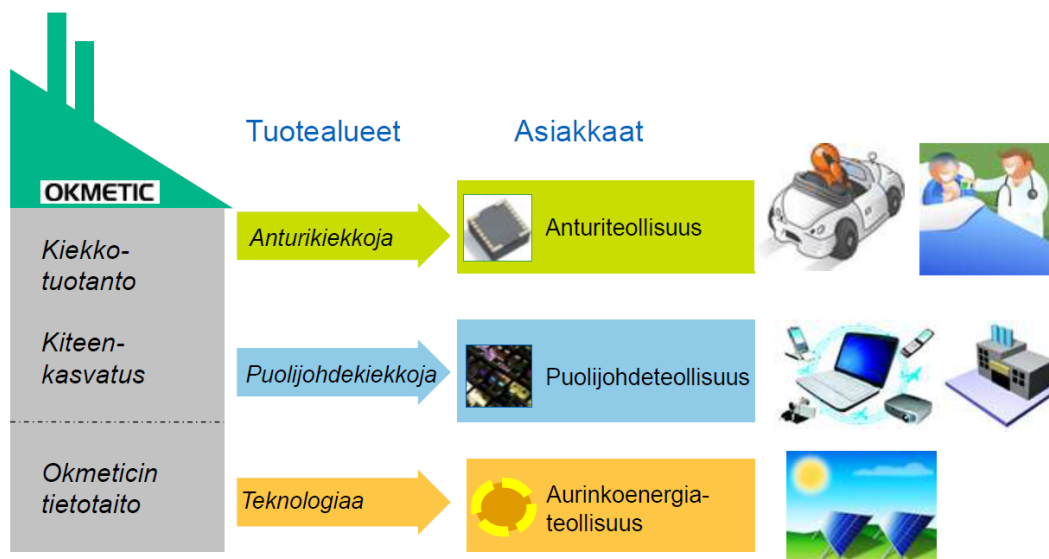 Tuotealueet
Asiakkaat
OKMETIC
Kiekko-
tuotanto
Kiteen-
kasvatus
Okmeticin
tietotaito
Anturikiekkoja
Anturiteollisuus
Puolijohdekiekkoja
Puolijohdeteollisuus
Teknologiaa
Aurinkoenergia-
teollisuus